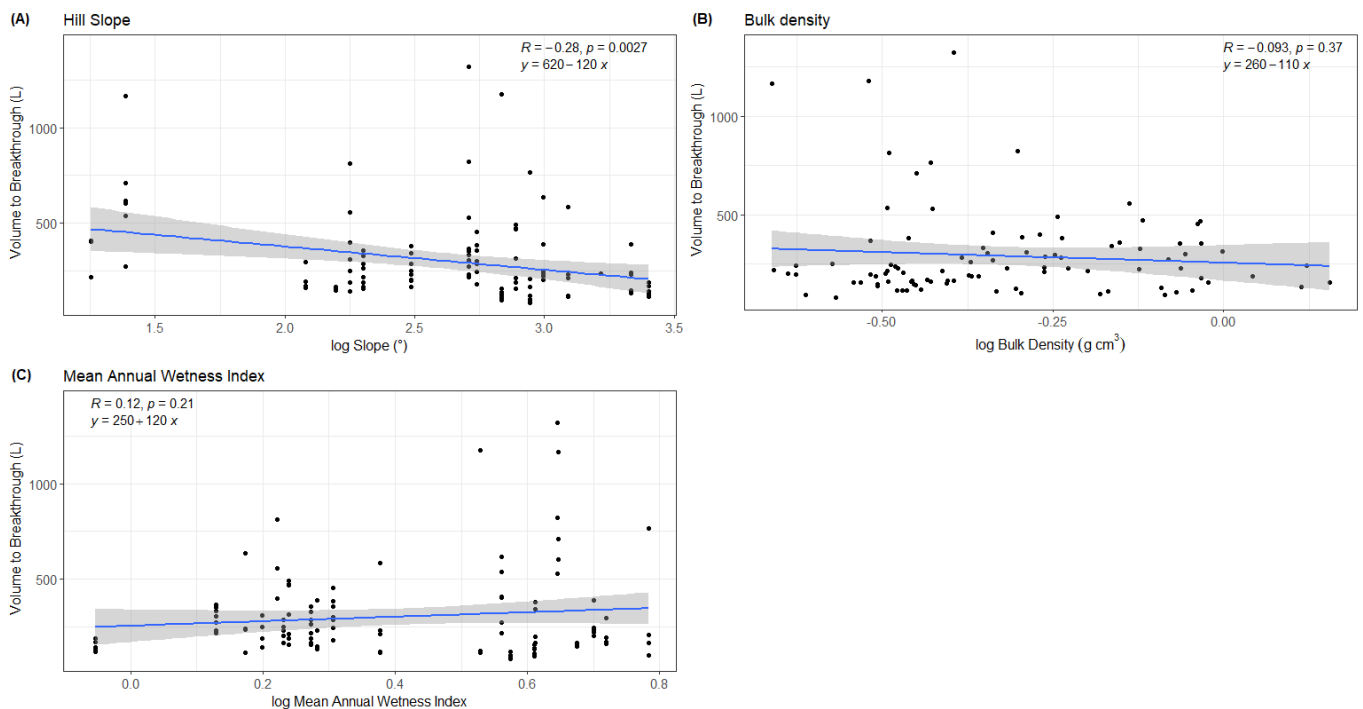 (A) Hill Slope
R = −0.28, p = 0.0027
y = 620−120 x
Volume to Breakthrough (L)
1000
500
1.5 2.0 2.5 3.0 3.5
log Slope (°)
(B) Bulk density
R = −0.093, p = 0.37
y = 260−110 x
Volume to Breakthrough (L)
1000
500
-0.50 -0.25 0.00
log Bulk Density (g cm³)
(C) Mean Annual Wetness Index
R = 0.12, p = 0.21
y = 250+120 x
Volume to Breakthrough (L)
1000
500
0.0 0.2 0.4 0.6 0.8
log Mean Annual Wetness Index